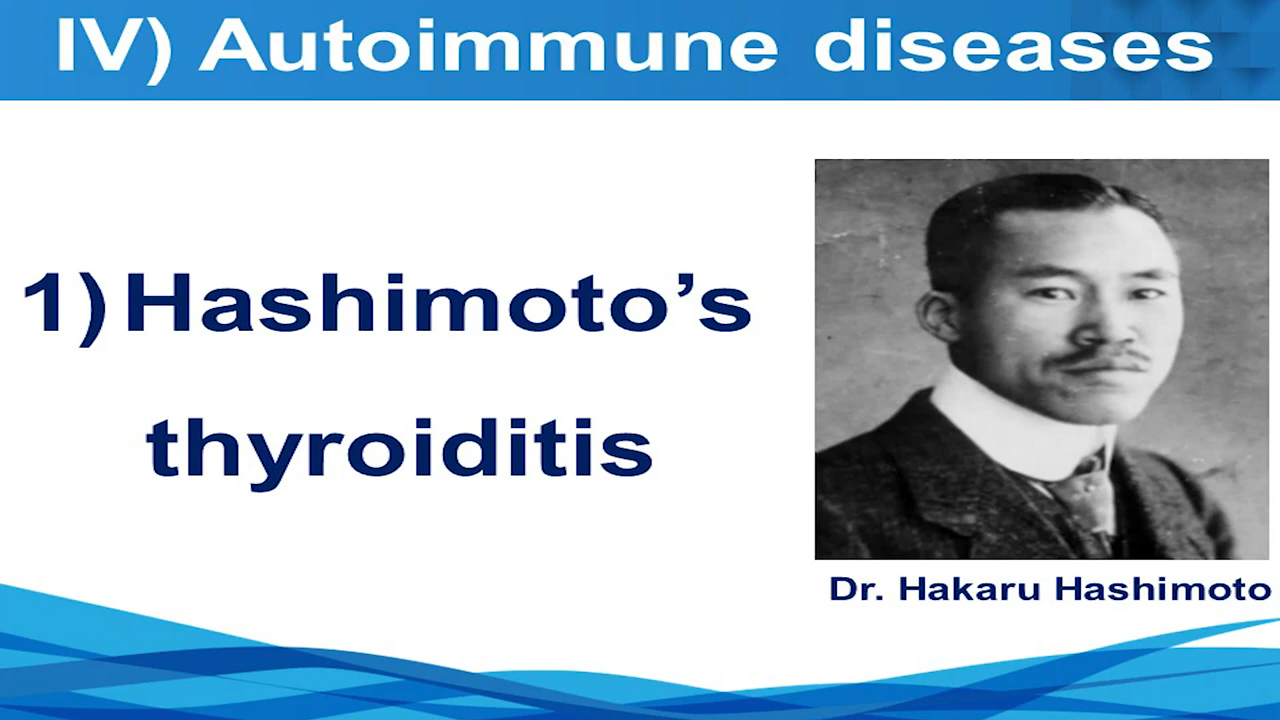 IV) Autoimmune diseases
1) Hashimoto’s
thyroiditis
Dr. Hakaru Hashimoto